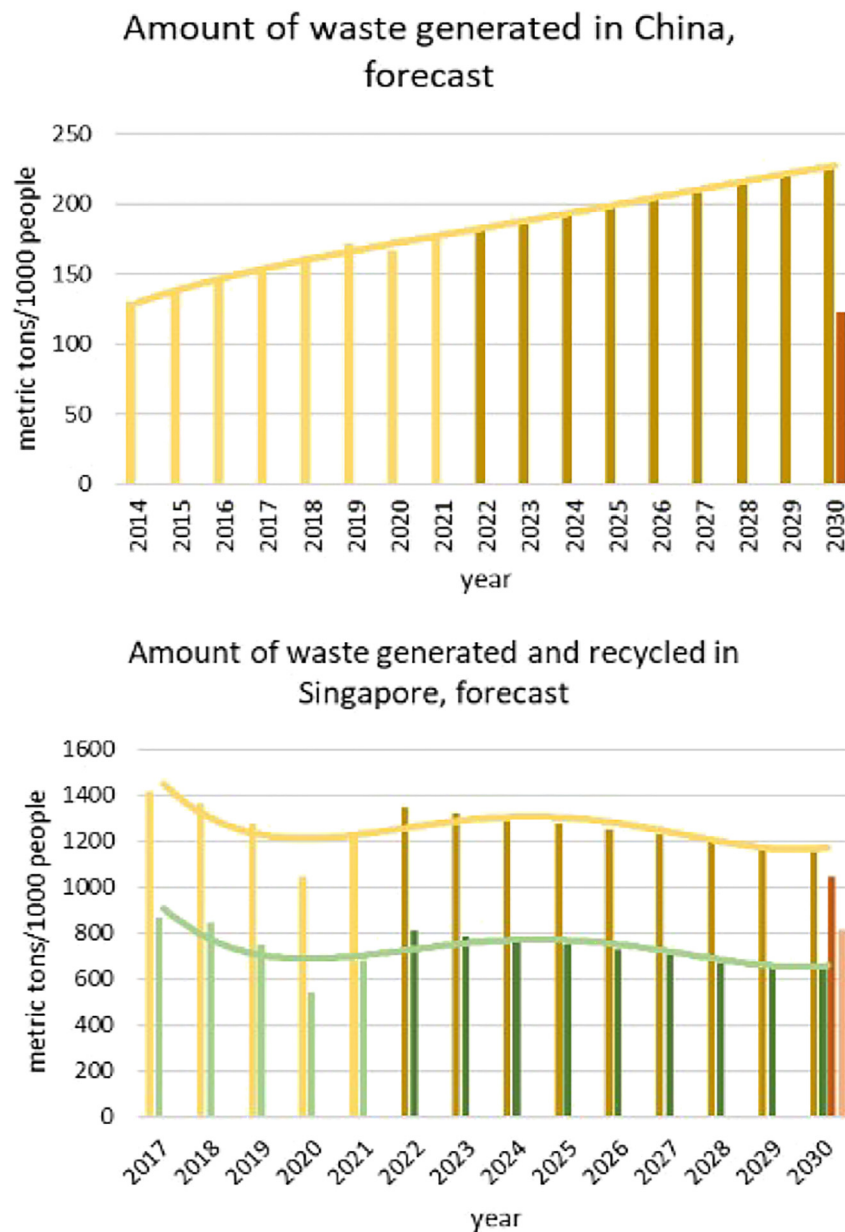 Amount of waste generated in China,
forecast
metric tons/1000 people
250
200
150
100
50
0
2014 2015 2016 2017 2018 2019 2020 2021 2022 2023 2024 2025 2026 2027 2028 2029 2030
year
Amount of waste generated and recycled in
Singapore, forecast
metric tons/1000 people
1600
1400
1200
1000
800
600
400
200
0
2017 2018 2019 2020 2021 2022 2023 2024 2025 2026 2027 2028 2029 2030
year